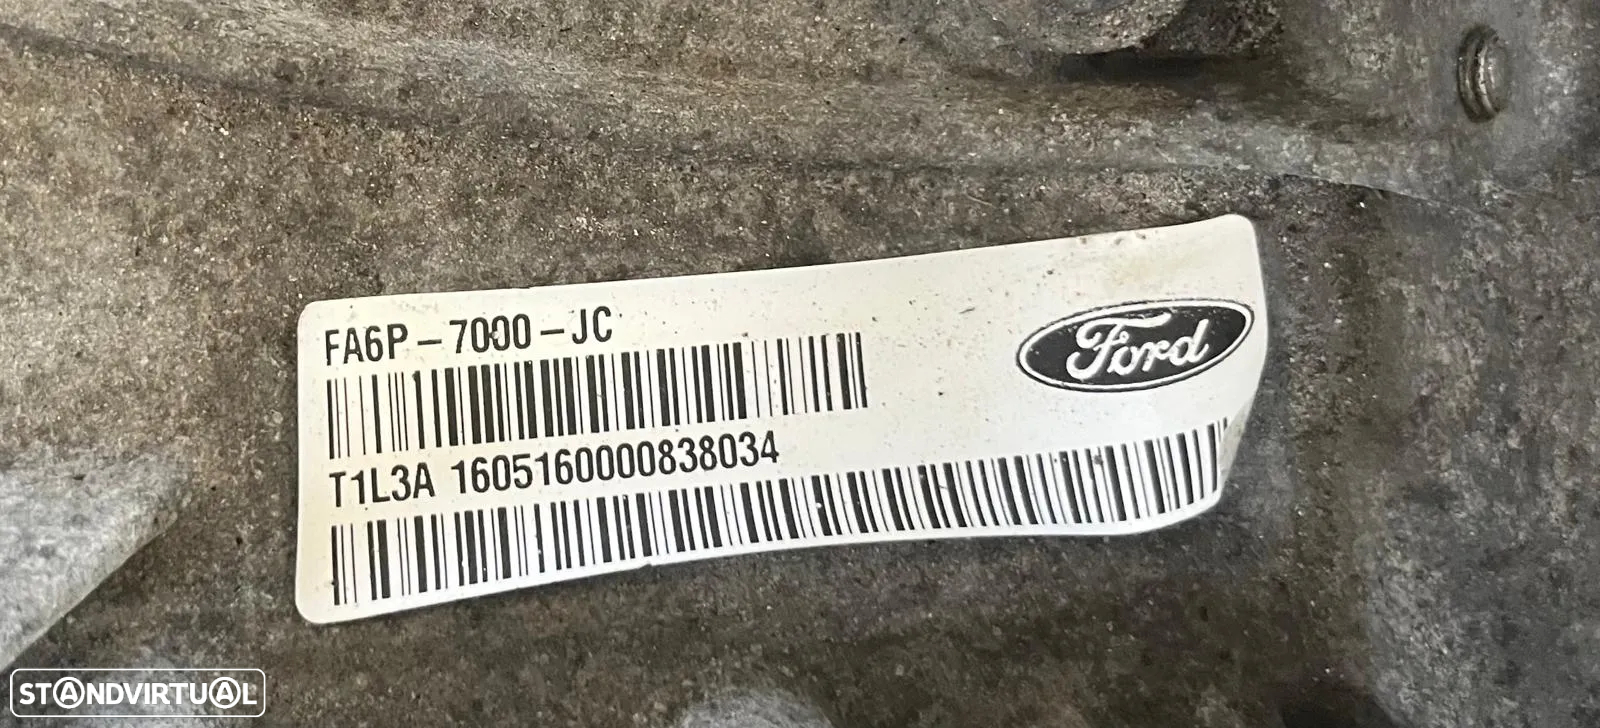 FA6P-7000-JC
Ford
T1L3A 1605160000838034
STANDVIRTUAL